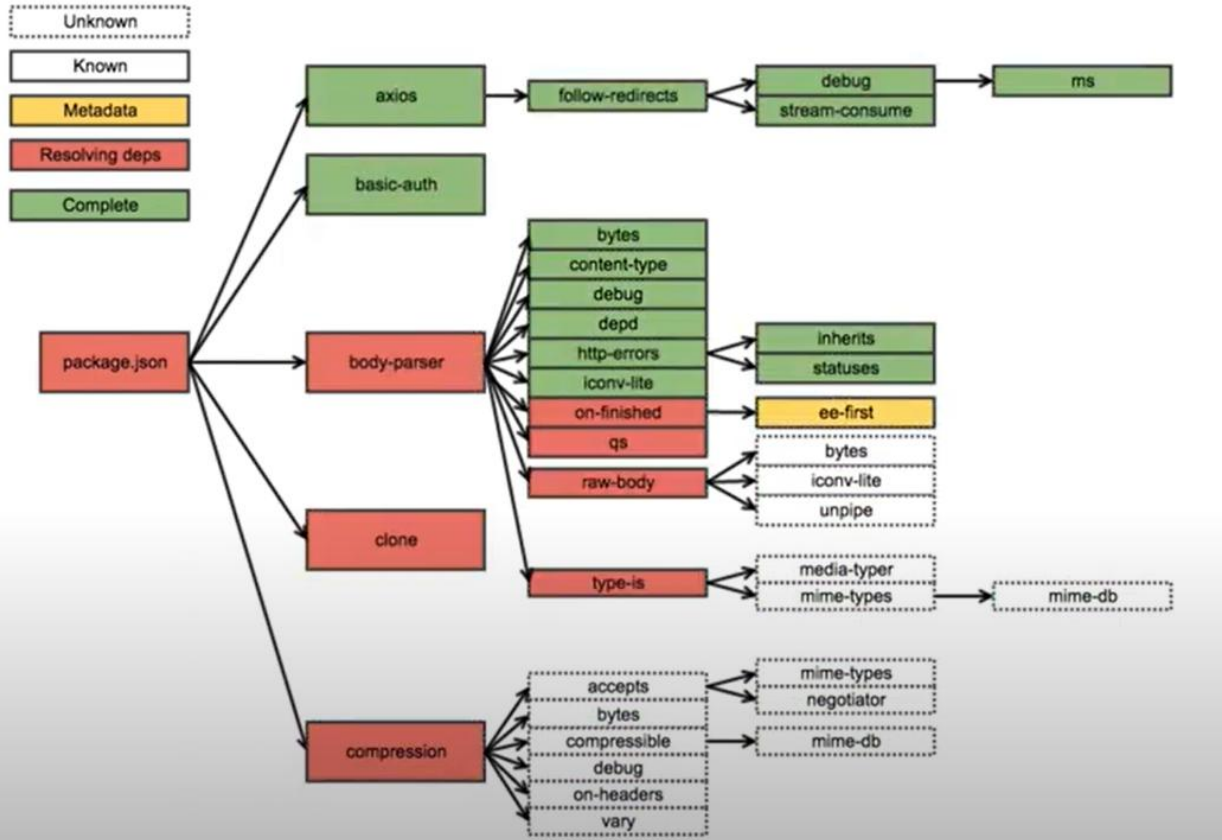 Unknown
Known
Metadata
Resolving deps
Complete
package.json
axios
basic-auth
body-parser
clone
compression
follow-redirects
bytes
content-type
debug
depd
http-errors
iconv-lite
on-finished
qs
raw-body
type-is
accepts
bytes
compressible
debug
on-headers
vary
debug
stream-consume
inherits
statuses
ee-first
bytes
iconv-lite
unpipe
media-typer
mime-types
mime-types
negotiator
mime-db
ms
mime-db